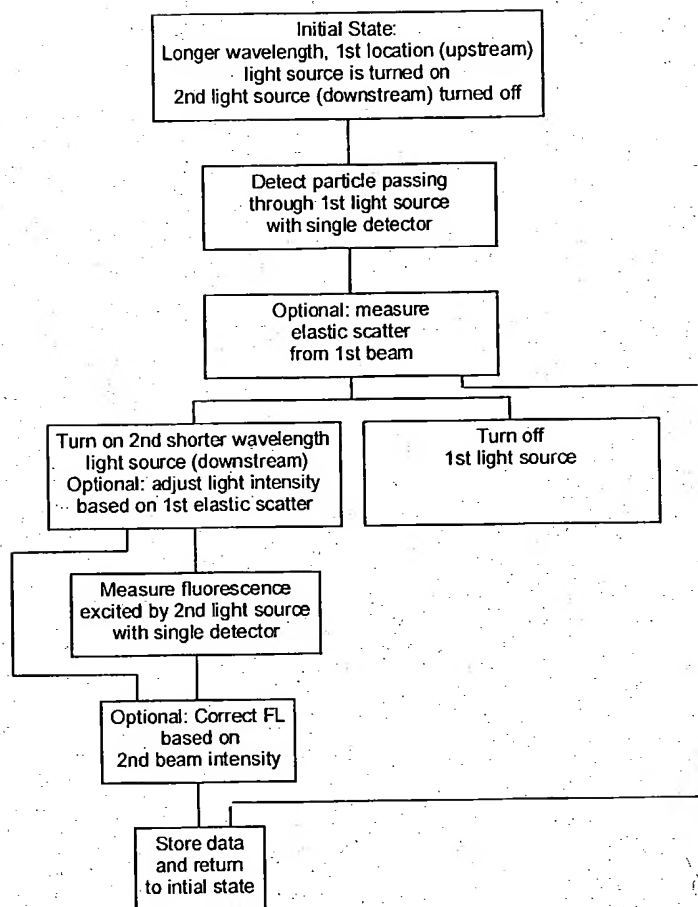 Initial State:
Longer wavelength, 1st location (upstream)
light source is turned on
2nd light source (downstream) turned off
Detect particle passing
through 1st light source
with single detector
Optional: measure
elastic scatter
from 1st beam
Turn on 2nd shorter wavelength
light source (downstream)
Optional: adjust light intensity
based on 1st elastic scatter
Turn off
1st light source
Measure fluorescence
excited by 2nd light source
with single detector
Optional: Correct FL
based on
2nd beam intensity
Store data
and return
to intial state